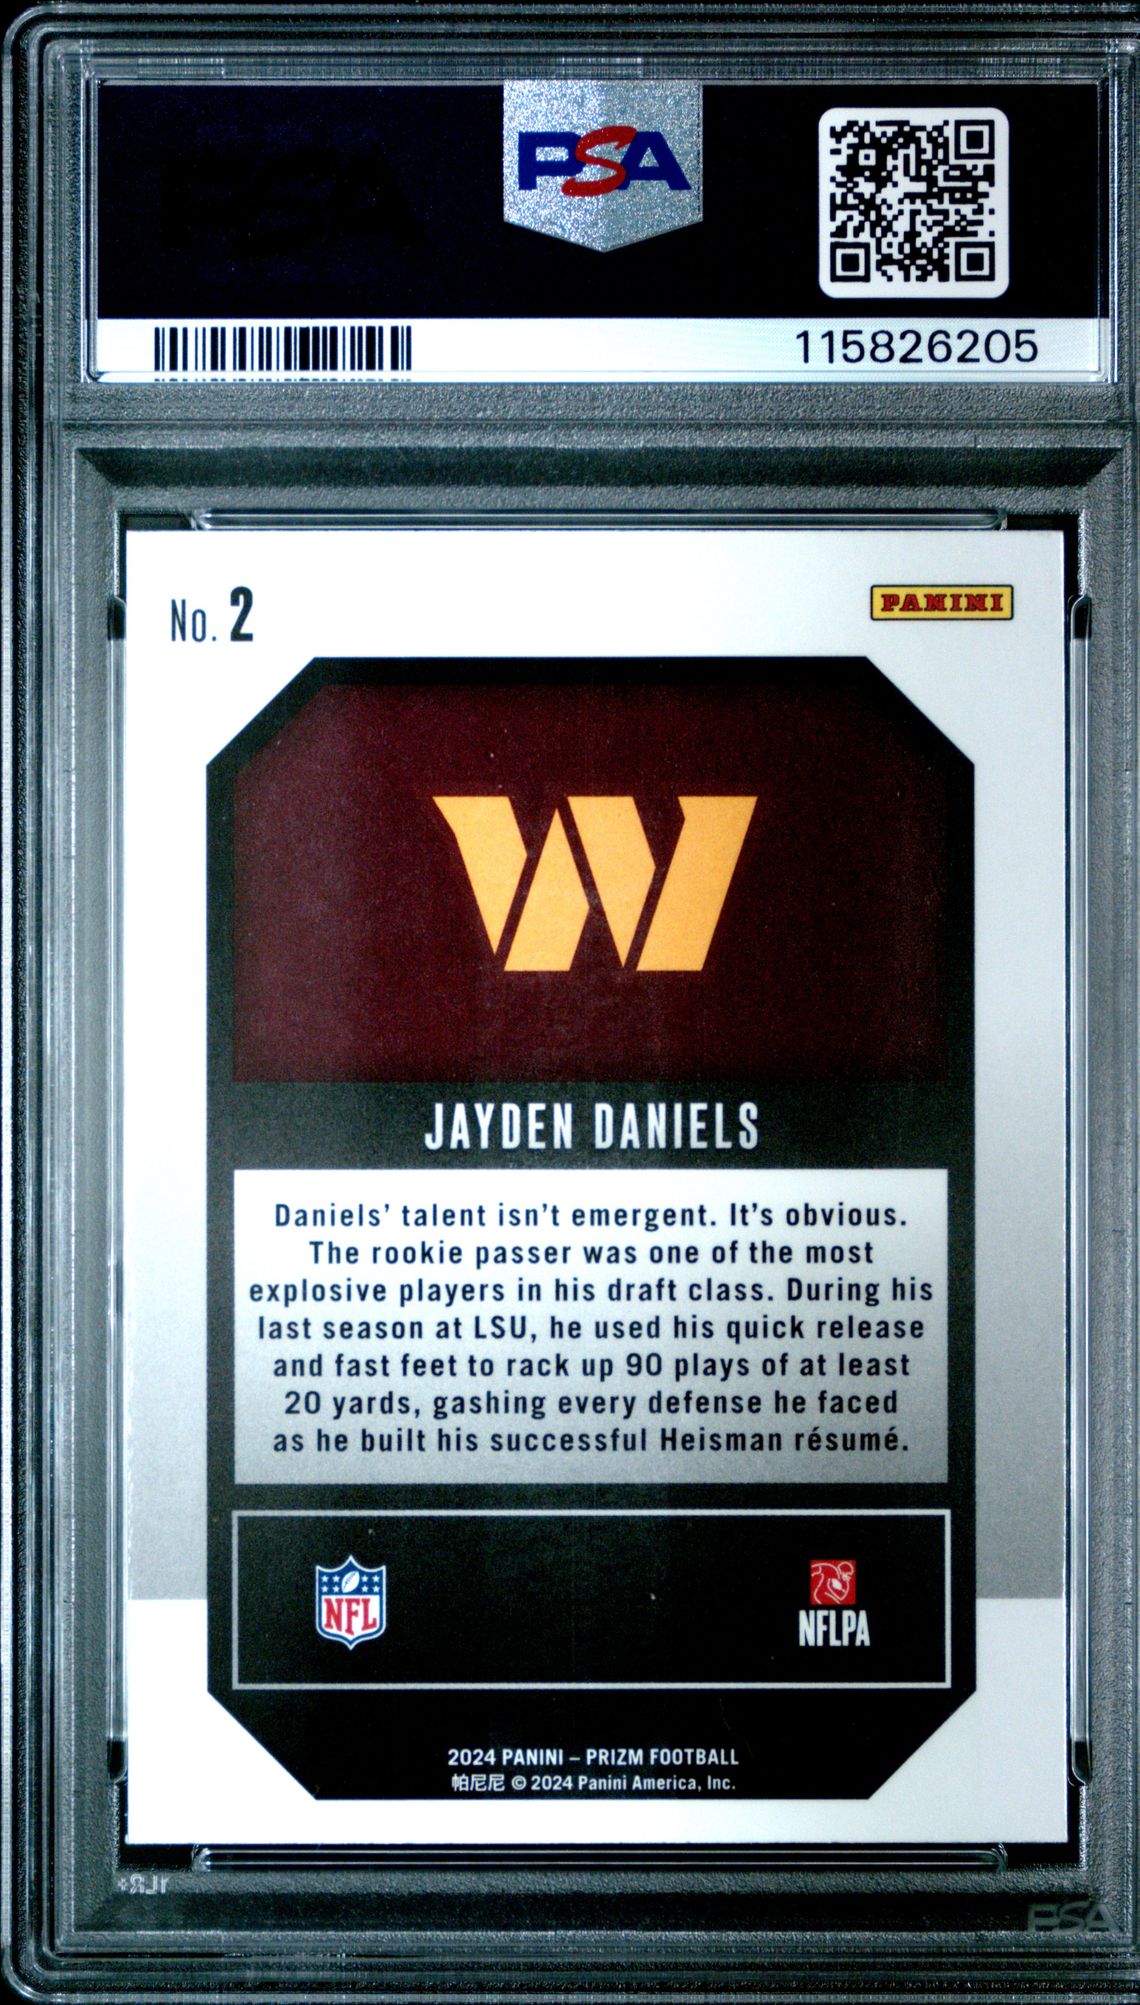 PSA
115826205
No. 2
PANINI
JAYDEN DANIELS
Daniels’ talent isn’t emergent. It’s obvious.
The rookie passer was one of the most
explosive players in his draft class. During his
last season at LSU, he used his quick release
and fast feet to rack up 90 plays of at least
20 yards, gashing every defense he faced
as he built his successful Heisman résumé.
NFL
NFLPA
2024 PANINI – PRIZM FOOTBALL
帕尼尼 © 2024 Panini America, Inc.
PSA